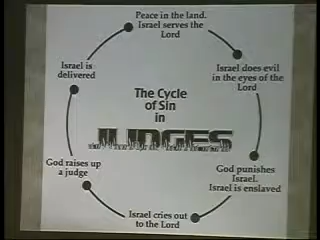 Peace in the land.
Israel serves the
Lord
Israel does evil
in the eyes of the
Lord
God punishes
Israel.
Israel is enslaved
Israel cries out
to the Lord
God raises up
a judge
Israel is
delivered
The Cycle
of Sin
in
JUDGES